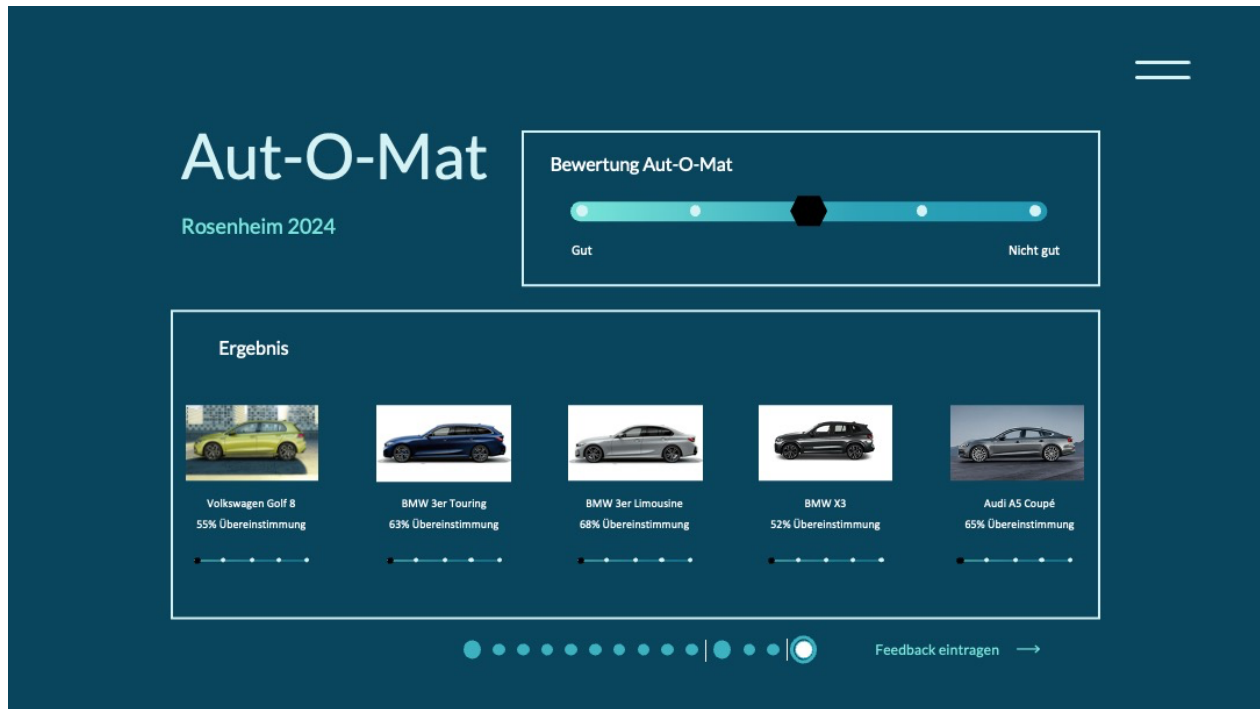 Aut-O-Mat
Rosenheim 2024
Bewertung Aut-O-Mat
Gut
Nicht gut
Ergebnis
Volkswagen Golf 8
55% Übereinstimmung
BMW 3er Touring
63% Übereinstimmung
BMW 3er Limousine
68% Übereinstimmung
BMW X3
52% Übereinstimmung
Audi A5 Coupé
65% Übereinstimmung
Feedback eintragen